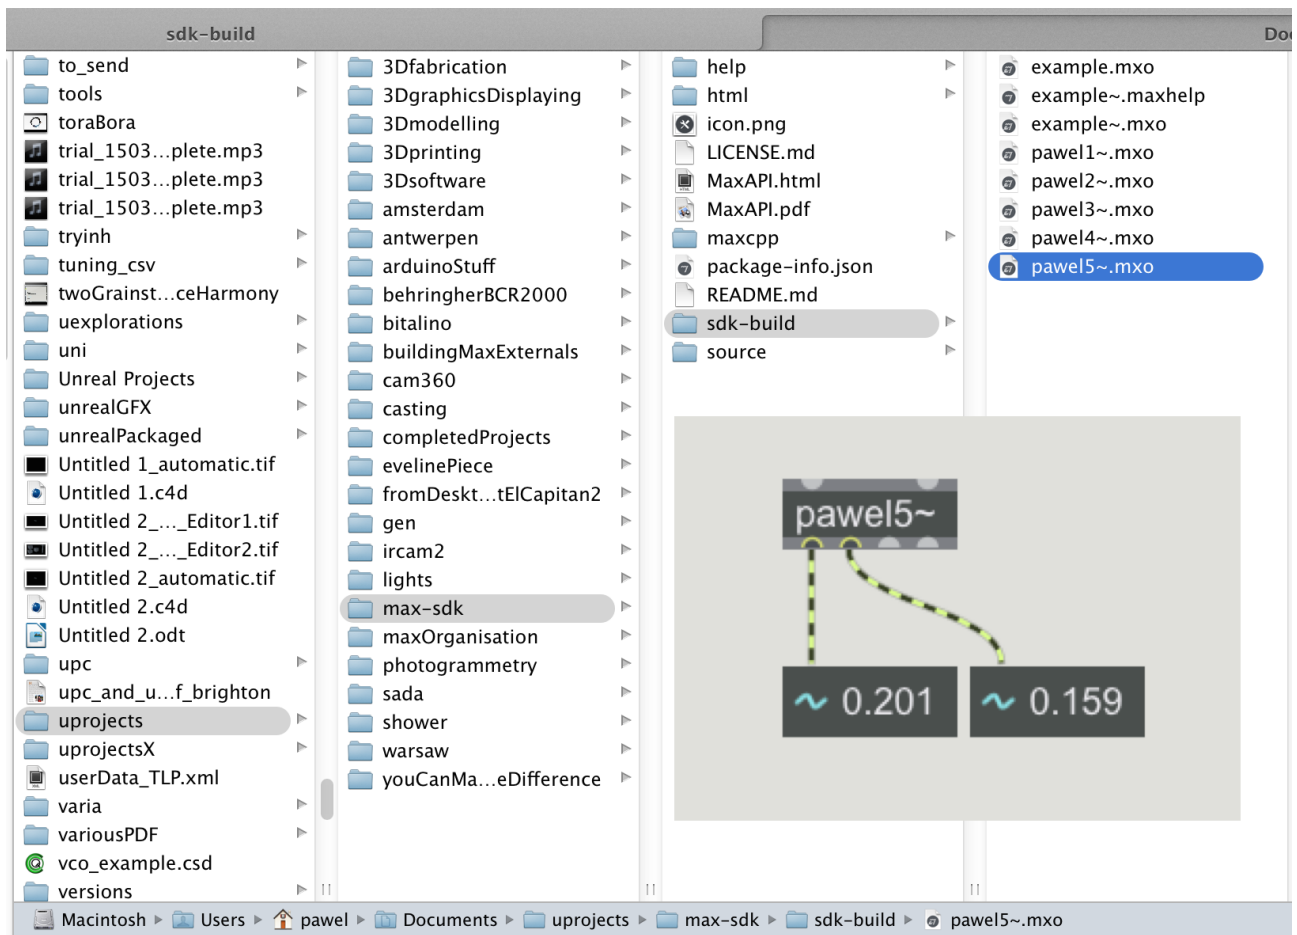 sdk-build
Doc
to_send
tools
toraBora
trial_1503...plete.mp3
trial_1503...plete.mp3
trial_1503...plete.mp3
tryinh
tuning_csv
twoGrainst...ceHarmony
uexplorations
uni
Unreal Projects
unrealGFX
unrealPackaged
Untitled 1_automatic.tif
Untitled 1.c4d
Untitled 2_..._Editor1.tif
Untitled 2_..._Editor2.tif
Untitled 2_automatic.tif
Untitled 2.c4d
Untitled 2.odt
upc
upc_and_u...f_brighton
uprojects
uprojectsX
userData_TLP.xml
varia
variousPDF
vco_example.csd
versions
3Dfabrication
3DgraphicsDisplaying
3Dmodelling
3Dprinting
3Dsoftware
amsterdam
antwerpen
arduinoStuff
behringherBCR2000
bitalino
buildingMaxExternals
cam360
casting
completedProjects
evelinePiece
fromDeskt...tElCapitan2
gen
ircam2
lights
max-sdk
maxOrganisation
photogrammetry
sada
shower
warsaw
youCanMa...eDifference
help
html
icon.png
LICENSE.md
MaxAPI.html
MaxAPI.pdf
maxcpp
package-info.json
README.md
sdk-build
source
example.mxo
example~.maxhelp
example~.mxo
pawel1~.mxo
pawel2~.mxo
pawel3~.mxo
pawel4~.mxo
pawel5~.mxo
pawel5~
~ 0.201
~ 0.159
Macintosh ▸ Users ▸ pawel ▸ Documents ▸ uprojects ▸ max-sdk ▸ sdk-build ▸ pawel5~.mxo